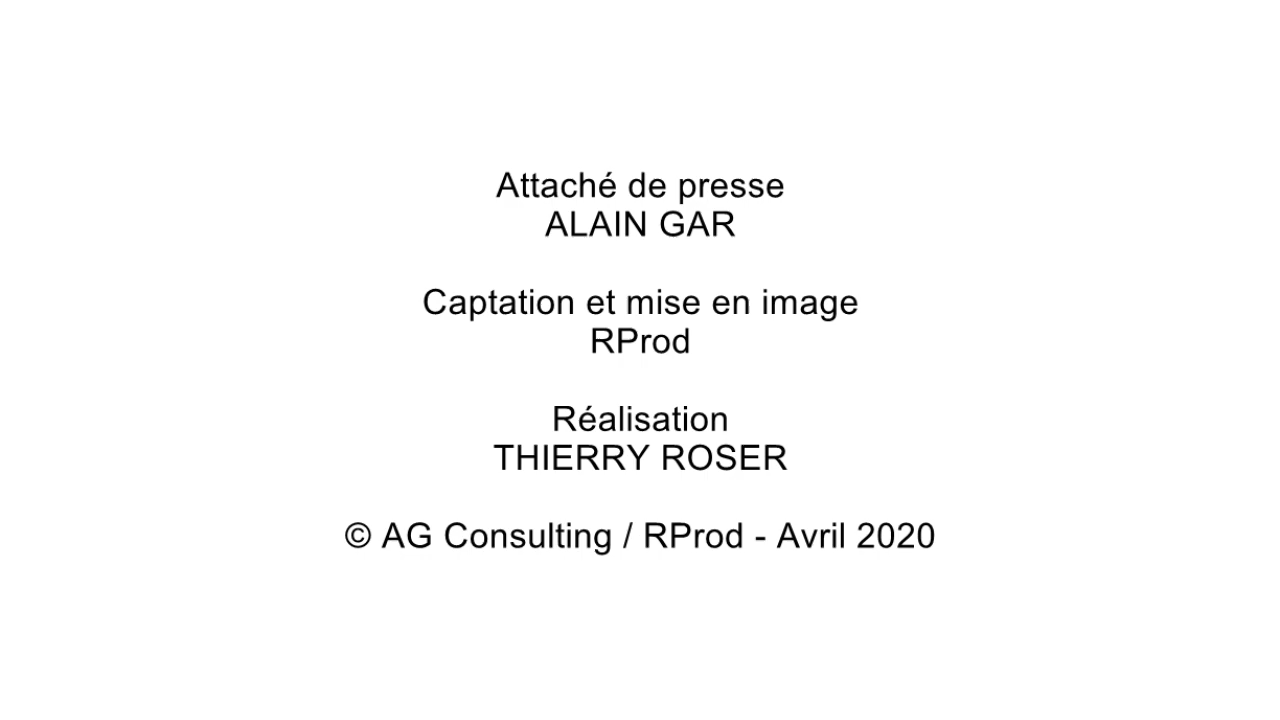 Attaché de presse
ALAIN GAR
Captation et mise en image
RProd
Réalisation
THIERRY ROSER
© AG Consulting / RProd - Avril 2020